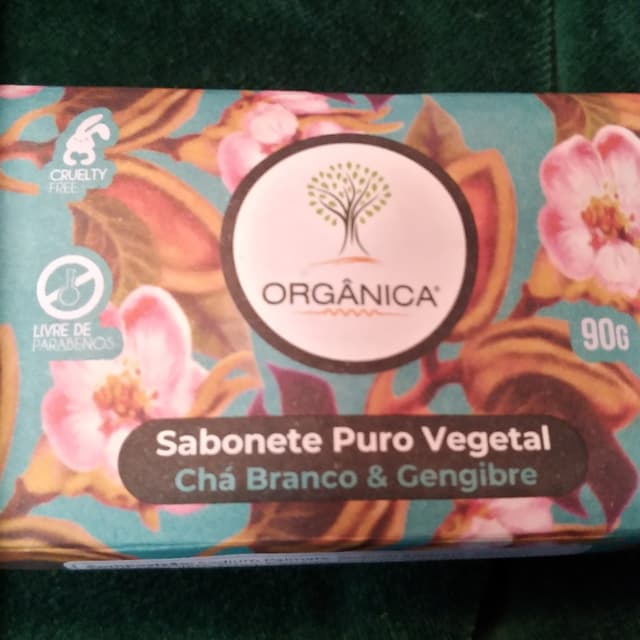 CRUELTY
FREE
ORGÂNICA®
LIVRE DE
PARABENOS
90G
Sabonete Puro Vegetal
Chá Branco & Gengibre